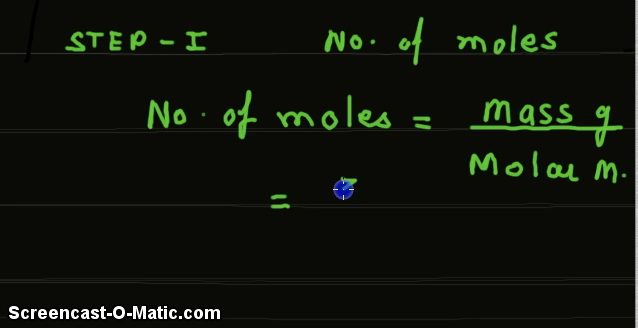 STEP-I No. of moles
No. of moles = Mass g
Molar m.
=
Screencast-O-Matic.com